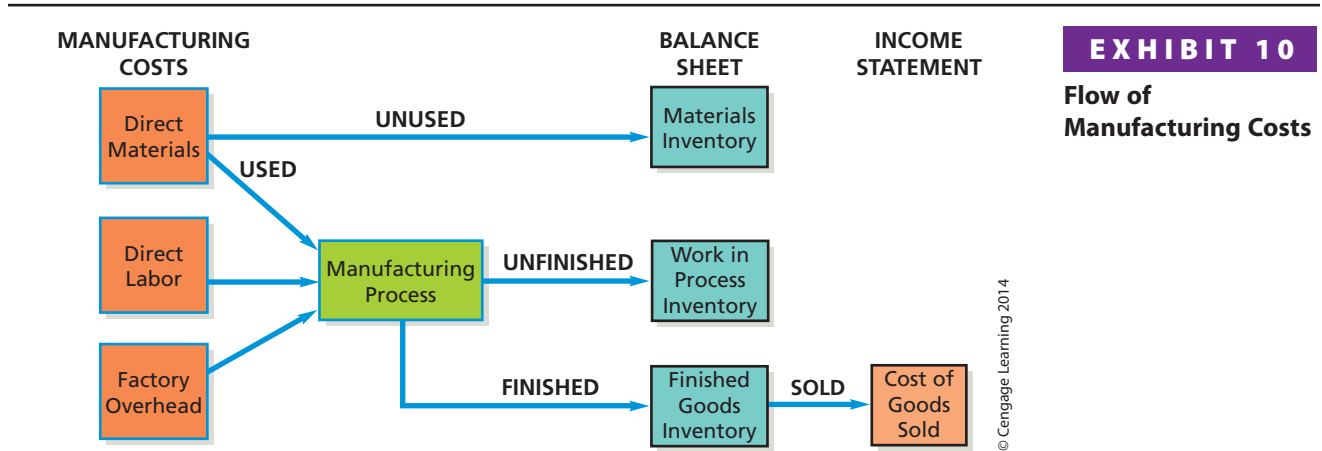 MANUFACTURING
COSTS
BALANCE
SHEET
INCOME
STATEMENT
EXHIBIT 10
Flow of
Manufacturing Costs
Direct
Materials
UNUSED
Materials
Inventory
USED
Direct
Labor
Manufacturing
Process
UNFINISHED
Work in
Process
Inventory
Factory
Overhead
FINISHED
Finished
Goods
Inventory
SOLD
Cost of
Goods
Sold
© Cengage Learning 2014